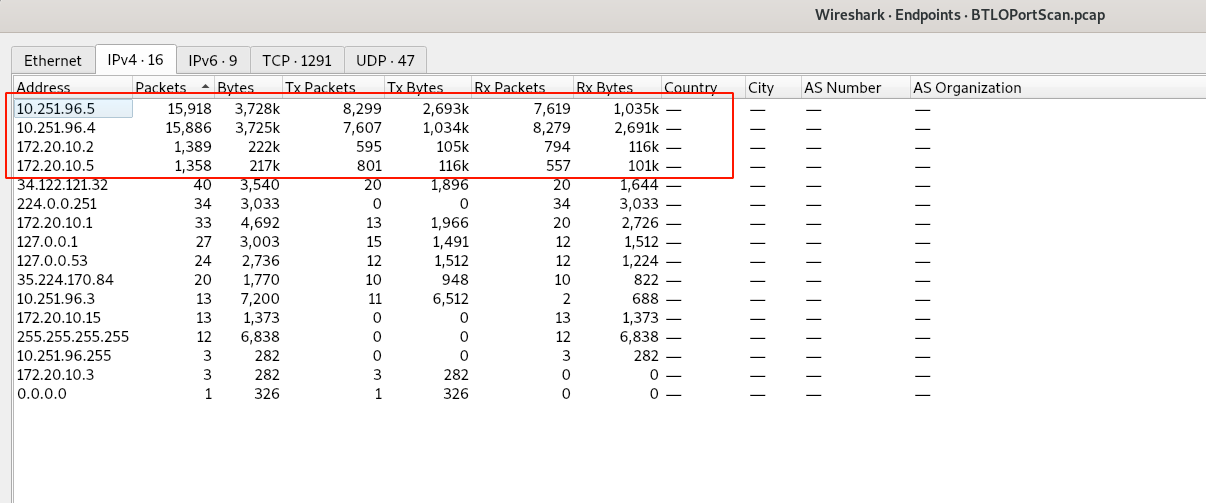 Wireshark · Endpoints · BTLOPortScan.pcap
Ethernet IPv4 · 16 IPv6 · 9 TCP · 1291 UDP · 47
Address Packets Bytes Tx Packets Tx Bytes Rx Packets Rx Bytes Country City AS Number AS Organization
10.251.96.5 15,918 3,728k 8,299 2,693k 7,619 1,035k — — — —
10.251.96.4 15,886 3,725k 7,607 1,034k 8,279 2,691k — — — —
172.20.10.2 1,389 222k 595 105k 794 116k — — — —
172.20.10.5 1,358 217k 801 116k 557 101k — — — —
34.122.121.32 40 3,540 20 1,896 20 1,644 — — — —
224.0.0.251 34 3,033 0 0 34 3,033 — — — —
172.20.10.1 33 4,692 13 1,966 20 2,726 — — — —
127.0.0.1 27 3,003 15 1,491 12 1,512 — — — —
127.0.0.53 24 2,736 12 1,512 12 1,224 — — — —
35.224.170.84 20 1,770 10 948 10 822 — — — —
10.251.96.3 13 7,200 11 6,512 2 688 — — — —
172.20.10.15 13 1,373 0 0 13 1,373 — — — —
255.255.255.255 12 6,838 0 0 12 6,838 — — — —
10.251.96.255 3 282 0 0 3 282 — — — —
172.20.10.3 3 282 3 282 0 0 — — — —
0.0.0.0 1 326 1 326 0 0 — — — —